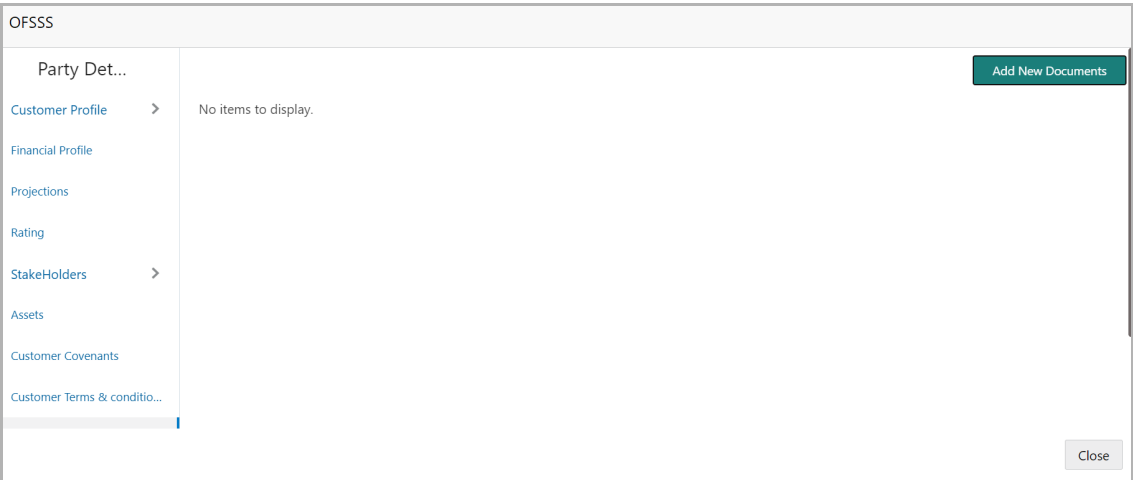 OFSSS
Party Det...
Add New Documents
Customer Profile
No items to display.
Financial Profile
Projections
Rating
StakeHolders
Assets
Customer Covenants
Customer Terms & conditio...
Close